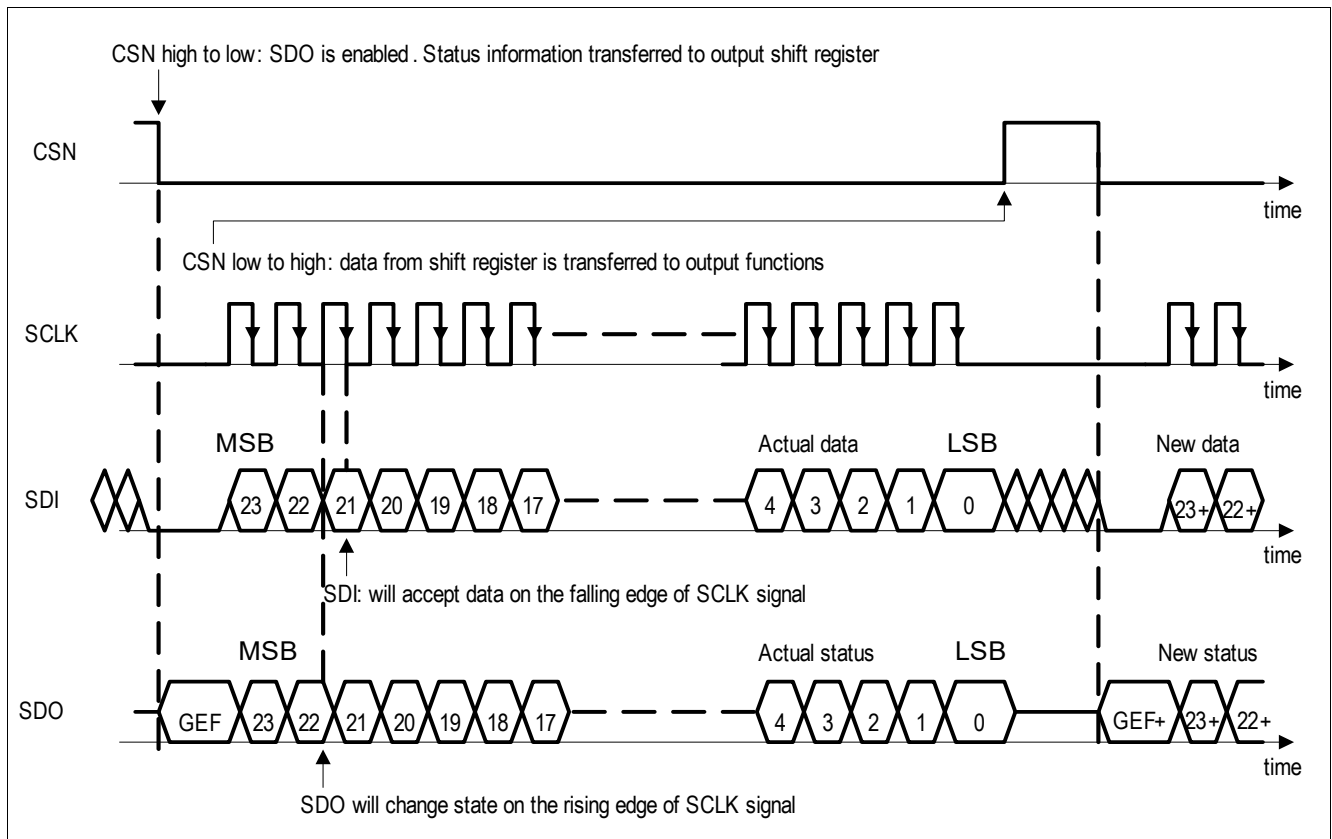 CSN high to low: SDO is enabled. Status information transferred to output shift register
CSN
time
CSN low to high: data from shift register is transferred to output functions
SCLK
time
MSB Actual data LSB New data
SDI 23 22 21 20 19 18 17 4 3 2 1 0 23+ 22+
time
SDI: will accept data on the falling edge of SCLK signal
MSB Actual status LSB New status
SDO GEF 23 22 21 20 19 18 17 4 3 2 1 0 GEF+ 23+ 22+
time
SDO will change state on the rising edge of SCLK signal